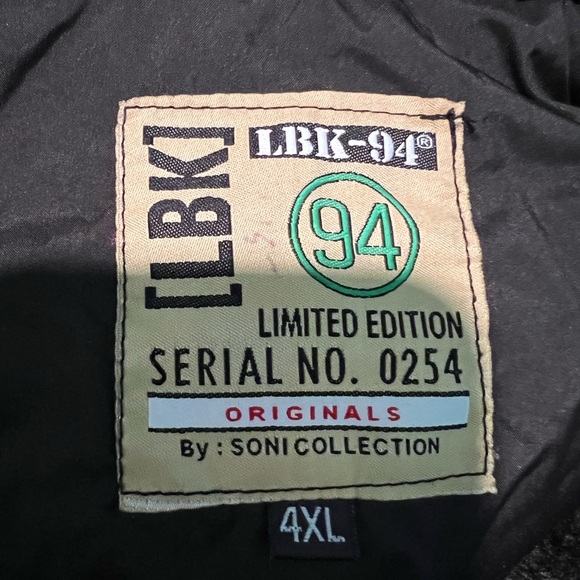 [LBK]
LBK-94®
94
LIMITED EDITION
SERIAL NO. 0254
ORIGINALS
By : SONI COLLECTION
4XL